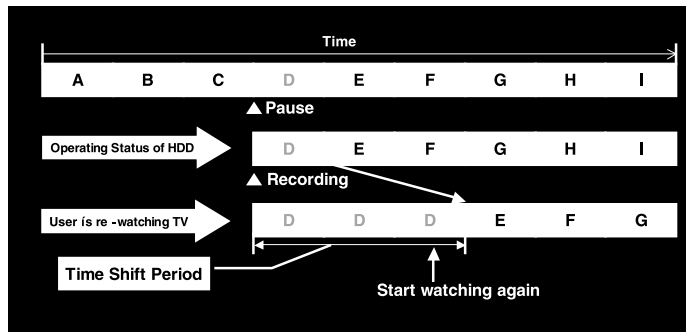 Time
A B C D E F G H I
Pause
Operating Status of HDD
D E F G H I
Recording
User ís re -watching TV
D D D E F G
Time Shift Period
Start watching again